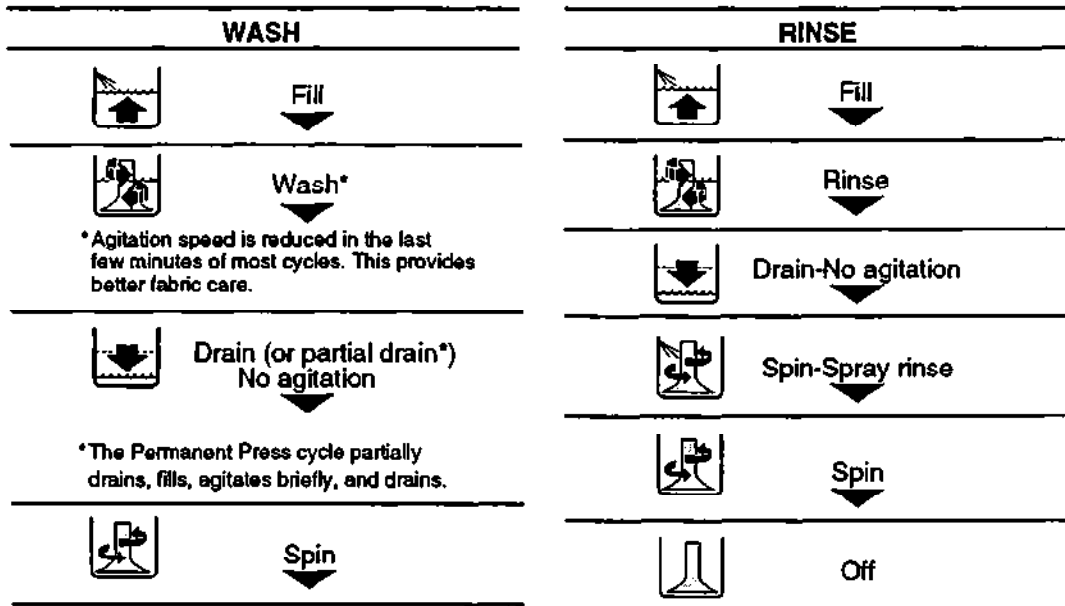 WASH
Fill
Wash*
*Agitation speed is reduced in the last
few minutes of most cycles. This provides
better fabric care.
Drain (or partial drain*)
No agitation
*The Permanent Press cycle partially
drains, fills, agitates briefly, and drains.
Spin
RINSE
Fill
Rinse
Drain-No agitation
Spin-Spray rinse
Spin
Off